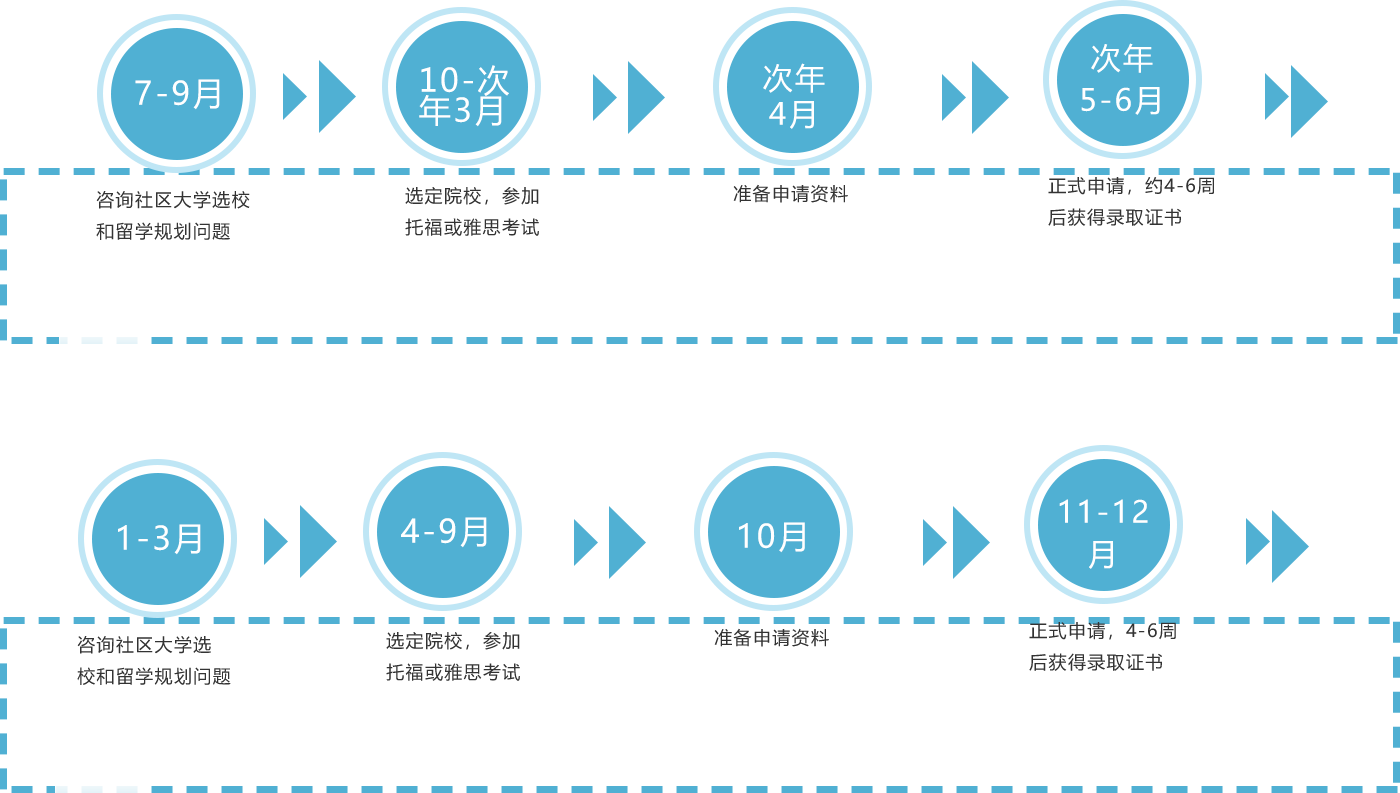 7-9月
10-次
年3月
次年
4月
次年
5-6月
咨询社区大学选校
和留学规划问题
选定院校，参加
托福或雅思考试
准备申请资料
正式申请，约4-6周
后获得录取证书
1-3月
4-9月
10月
11-12
月
咨询社区大学选
校和留学规划问题
选定院校，参加
托福或雅思考试
准备申请资料
正式申请，4-6周
后获得录取证书